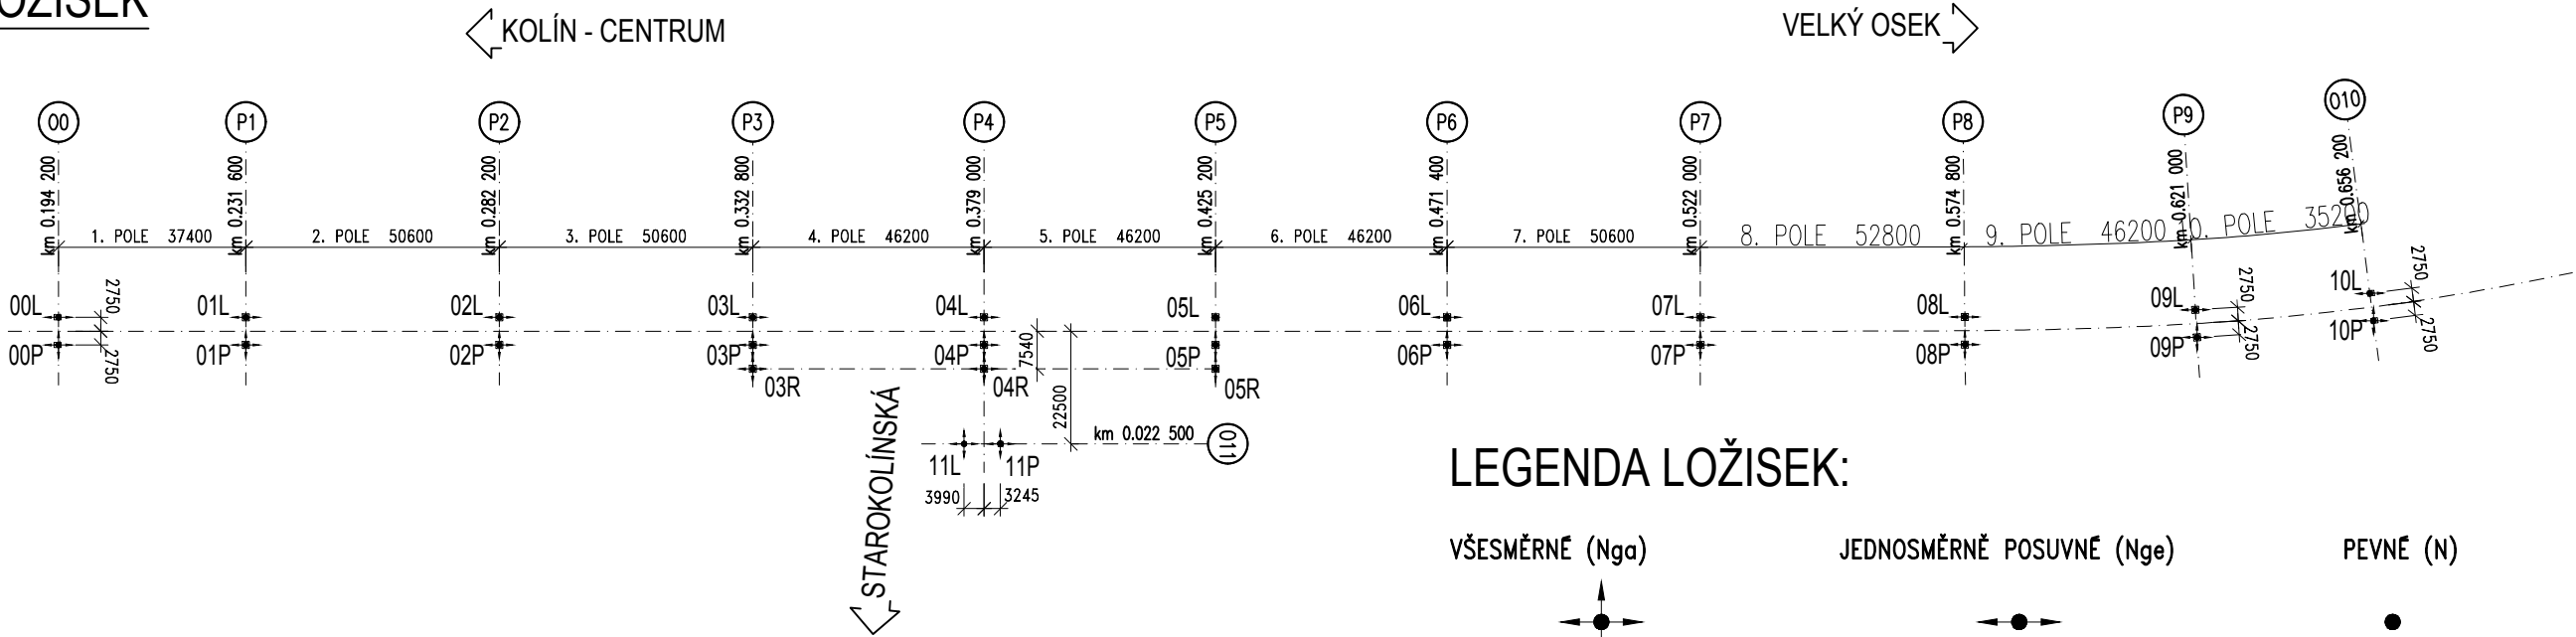 OŽISEK
KOLÍN - CENTRUM
VELKÝ OSEK
O0 P1 P2 P3 P4 P5 P6 P7 P8 P9 O10
km 0.194 200
km 0.231 600
km 0.282 200
km 0.332 800
km 0.379 000
km 0.425 200
km 0.471 400
km 0.522 000
km 0.574 800
km 0.621 000
km 0.656 200
1. POLE 37400
2. POLE 50600
3. POLE 50600
4. POLE 46200
5. POLE 46200
6. POLE 46200
7. POLE 50600
8. POLE 52800
9. POLE 46200
0. POLE 35200
00L 2750 01L 02L 03L 04L 05L 06L 07L 08L 09L 2750 10L 2750
00P 2750 01P 02P 03P 04P 7540 05P 06P 07P 08P 09P 2750 10P 2750
03R 04R 05R
22500
km 0.022 500 O11
11L 11P
3990 3245
STAROKOLÍNSKÁ
LEGENDA LOŽISEK:
VŠESMĚRNÉ (Nga) JEDNOSMĚRNĚ POSUVNÉ (Nge) PEVNÉ (N)